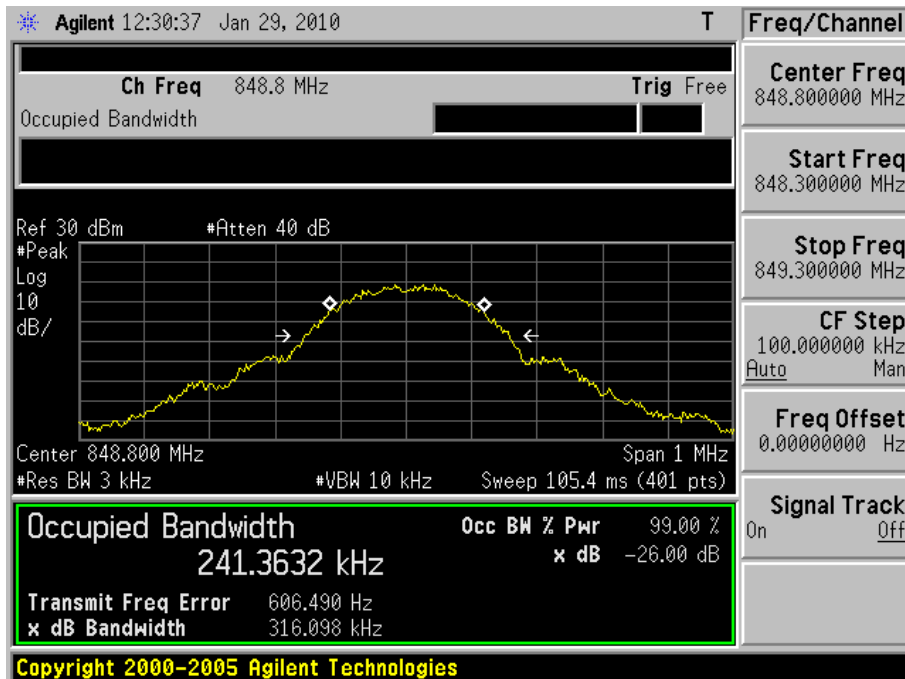 Agilent 12:30:37 Jan 29, 2010 T
Freq/Channel
Ch Freq 848.8 MHz Trig Free
Occupied Bandwidth
Center Freq
848.800000 MHz
Start Freq
848.300000 MHz
Stop Freq
849.300000 MHz
CF Step
100.000000 kHz
Auto Man
Freq Offset
0.00000000 Hz
Signal Track
On Off
Ref 30 dBm #Atten 40 dB
#Peak
Log
10
dB/
Center 848.800 MHz Span 1 MHz
#Res BW 3 kHz #VBW 10 kHz Sweep 105.4 ms (401 pts)
Occupied Bandwidth Occ BW % Pwr 99.00 %
241.3632 kHz x dB -26.00 dB
Transmit Freq Error 606.490 Hz
x dB Bandwidth 316.098 kHz
Copyright 2000-2005 Agilent Technologies